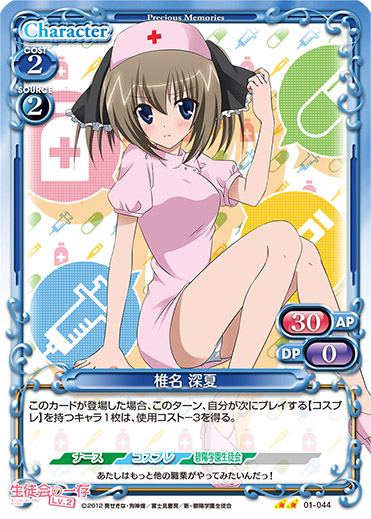 Precious Memories
Character
COST
2
SOURCE
2
30 AP
DP 0
椎名 深夏
このカードが登場した場合、このターン、自分が次にプレイする【コスプ
レ】を持つキャラ1枚は、使用コスト-3を得る。
ナース コスプレ 碧陽学園生徒会
あたしはもっと他の職業がやってみたいんだっ!
生徒会の一存
Lv.2
©2012 葵せきな・狗神煌/富士見書房/新・碧陽学園生徒会
01-044